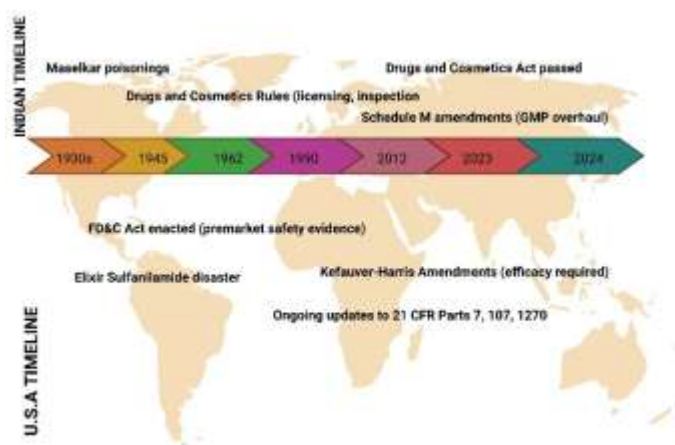 INDIAN TIMELINE
Maselkar poisonings
Drugs and Cosmetics Act passed
Drugs and Cosmetics Rules (licensing, inspection
Schedule M amendments (GMP overhaul)
1930s
1945
1962
1990
2012
2023
2024
FD&C Act enacted (premarket safety evidence)
Elixir Sulfanilamide disaster
Kefauver-Harris Amendments (efficacy required)
Ongoing updates to 21 CFR Parts 7, 107, 1270
U.S.A TIMELINE